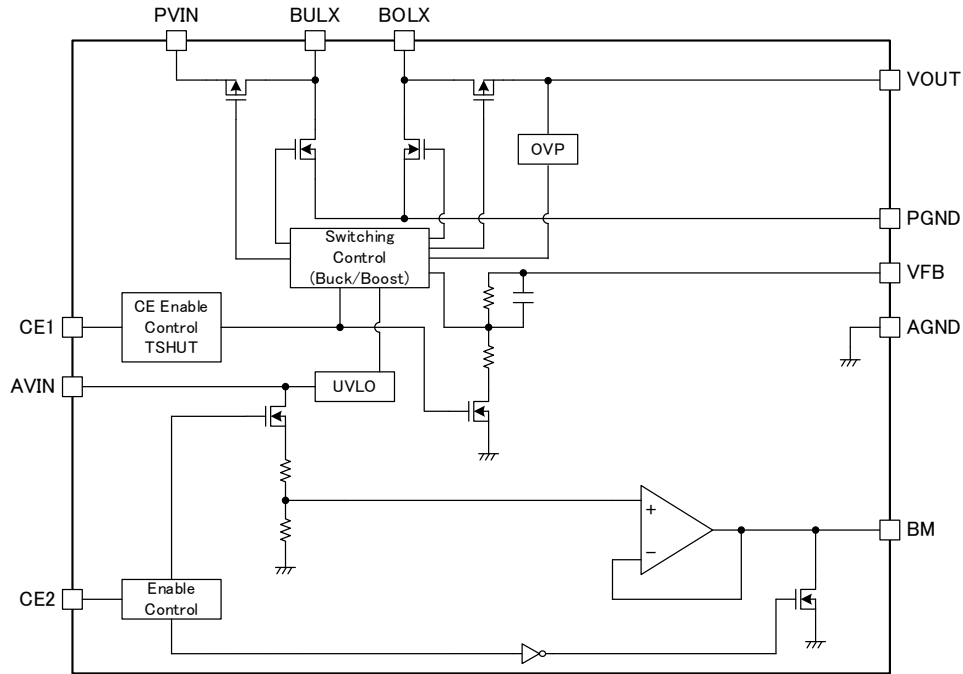 PVIN
BULX
BOLX
VOUT
OVP
PGND
Switching
Control
(Buck/Boost)
VFB
CE Enable
Control
TSHUT
CE1
AGND
AVIN
UVLO
+
−
BM
CE2
Enable
Control